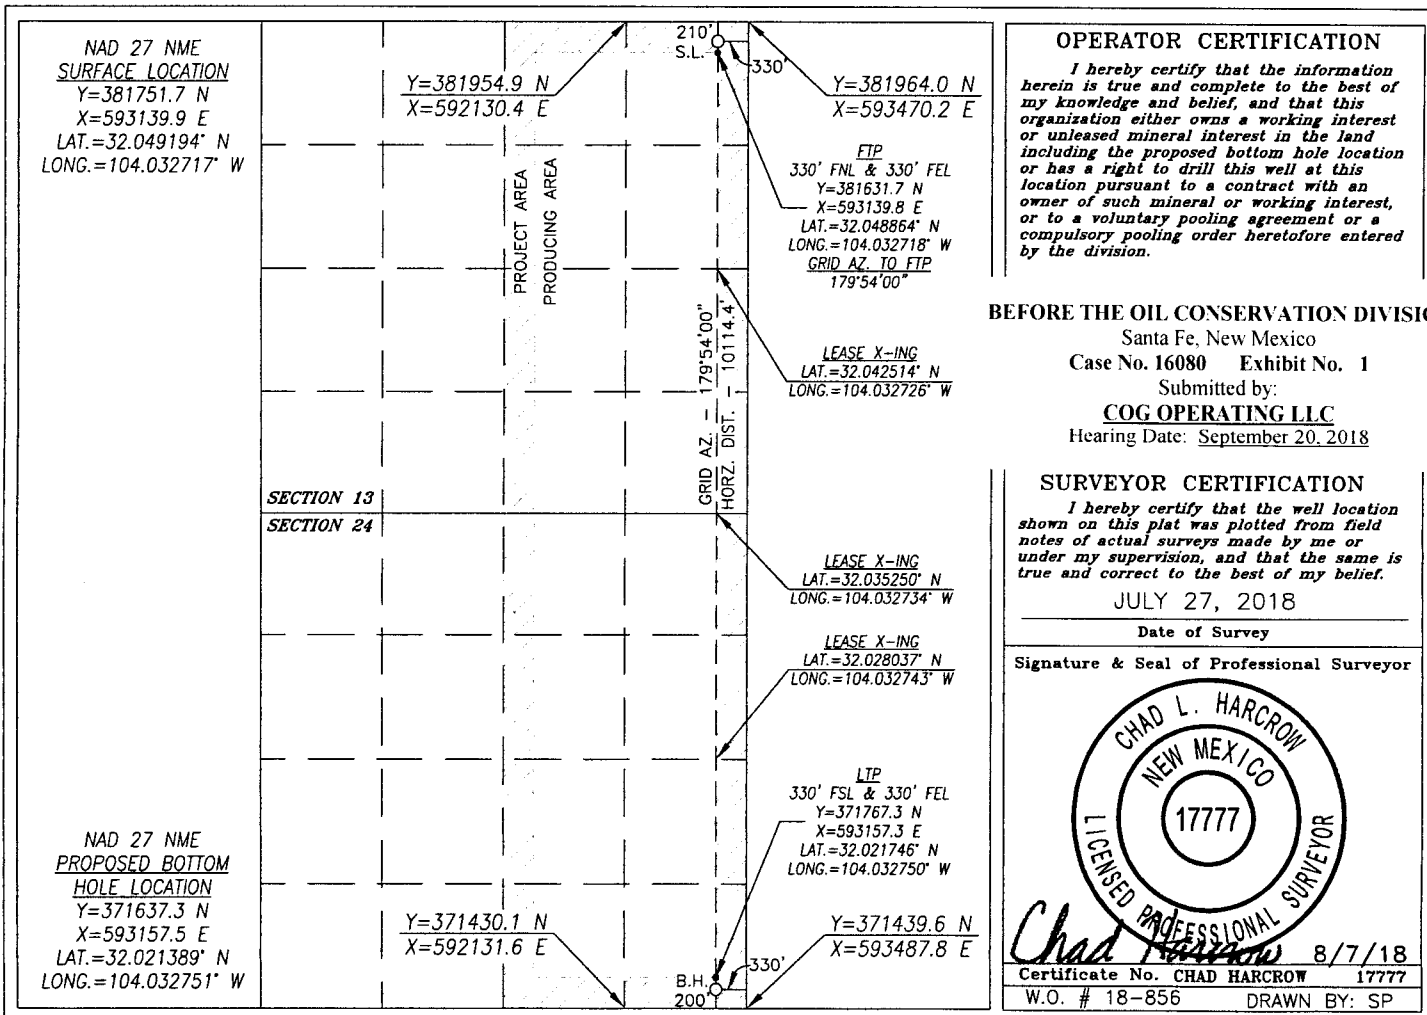 NAD 27 NME
SURFACE LOCATION
Y=381751.7 N
X=593139.9 E
LAT.=32.049194° N
LONG.=104.032717° W
Y=381954.9 N
X=592130.4 E
210'
S.L.
330'
Y=381964.0 N
X=593470.2 E
FTP
330' FNL & 330' FEL
Y=381631.7 N
X=593139.8 E
LAT.=32.048864° N
LONG.=104.032718° W
GRID AZ. TO FTP
179°54'00"
PROJECT AREA
PRODUCING AREA
GRID AZ. - 179°54'00"
HORZ. DIST. - 10114.4'
LEASE X-ING
LAT.=32.042514° N
LONG.=104.032726° W
SECTION 13
SECTION 24
LEASE X-ING
LAT.=32.035250° N
LONG.=104.032734° W
LEASE X-ING
LAT.=32.028037° N
LONG.=104.032743° W
LTP
330' FSL & 330' FEL
Y=371767.3 N
X=593157.3 E
LAT.=32.021746° N
LONG.=104.032750° W
NAD 27 NME
PROPOSED BOTTOM
HOLE LOCATION
Y=371637.3 N
X=593157.5 E
LAT.=32.021389° N
LONG.=104.032751° W
Y=371430.1 N
X=592131.6 E
Y=371439.6 N
X=593487.8 E
B.H.
200'
330'
OPERATOR CERTIFICATION
I hereby certify that the information
herein is true and complete to the best of
my knowledge and belief, and that this
organization either owns a working interest
or unleased mineral interest in the land
including the proposed bottom hole location
or has a right to drill this well at this
location pursuant to a contract with an
owner of such mineral or working interest,
or to a voluntary pooling agreement or a
compulsory pooling order heretofore entered
by the division.
BEFORE THE OIL CONSERVATION DIVISIO
Santa Fe, New Mexico
Case No. 16080 Exhibit No. 1
Submitted by:
COG OPERATING LLC
Hearing Date: September 20, 2018
SURVEYOR CERTIFICATION
I hereby certify that the well location
shown on this plat was plotted from field
notes of actual surveys made by me or
under my supervision, and that the same is
true and correct to the best of my belief.
JULY 27, 2018
Date of Survey
Signature & Seal of Professional Surveyor
CHAD L. HARCROW
NEW MEXICO
17777
LICENSED PROFESSIONAL SURVEYOR
Chad Harcrow 8/7/18
Certificate No. CHAD HARCROW 17777
W.O. # 18-856 DRAWN BY: SP